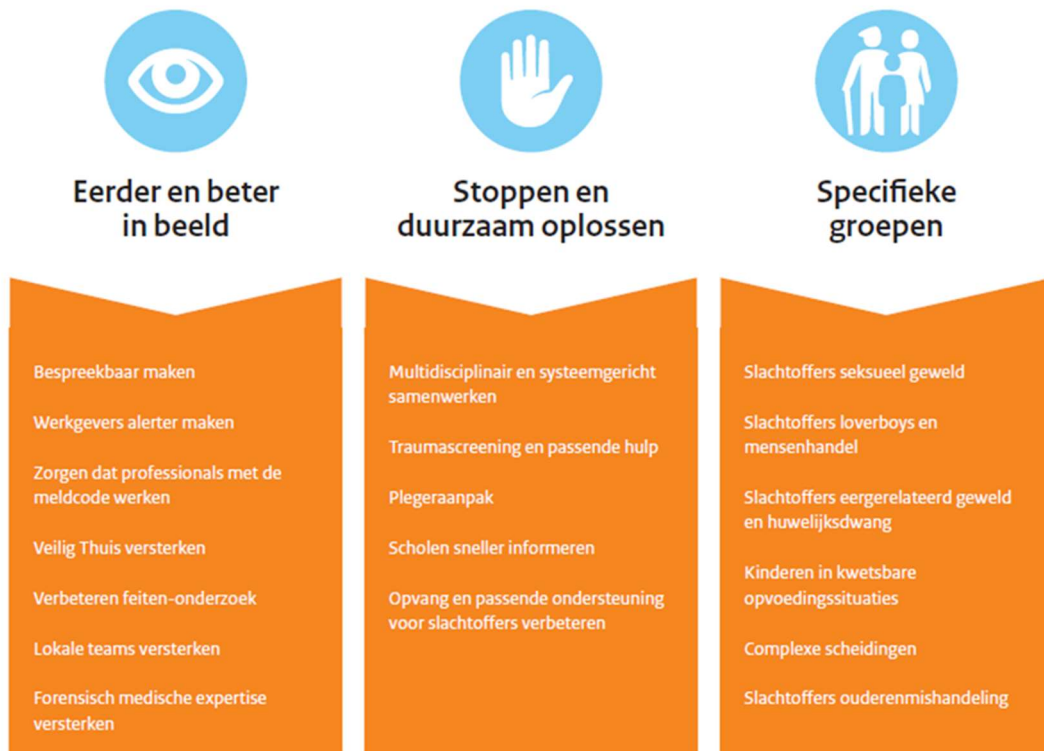 Eerder en beter
in beeld
Bespreekbaar maken
Werkgevers alerter maken
Zorgen dat professionals met de
meldcode werken
Veilig Thuis versterken
Verbeteren feiten-onderzoek
Lokale teams versterken
Forensisch medische expertise
versterken
Stoppen en
duurzaam oplossen
Multidisciplinair en systeemgericht
samenwerken
Traumascreening en passende hulp
Plegeraanpak
Scholen sneller informeren
Opvang en passende ondersteuning
voor slachtoffers verbeteren
Specifieke
groepen
Slachtoffers seksueel geweld
Slachtoffers loverboys en
mensenhandel
Slachtoffers eergerelateerd geweld
en huwelijksdwang
Kinderen in kwetsbare
opvoedingssituaties
Complexe scheidingen
Slachtoffers ouderenmishandeling